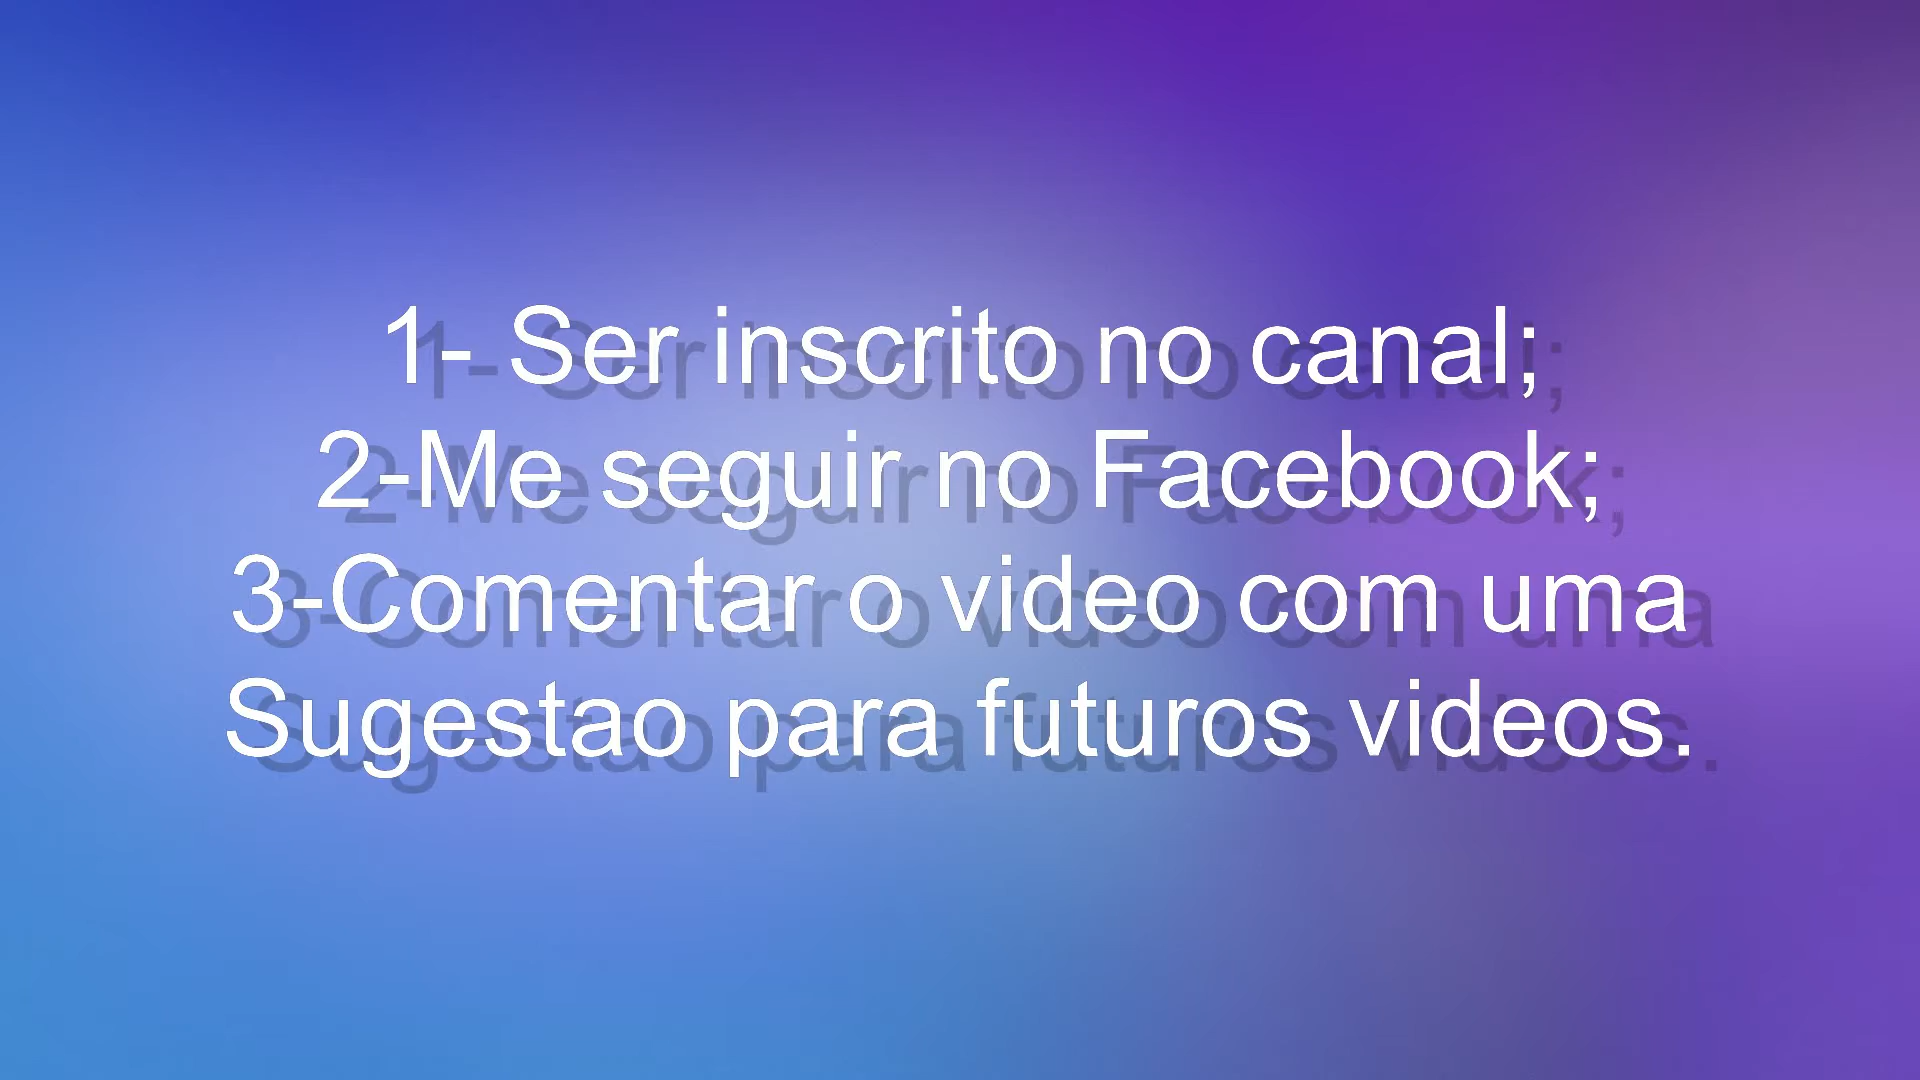 1- Ser inscrito no canal;
2-Me seguir no Facebook;
3-Comentar o video com uma
Sugestao para futuros videos.